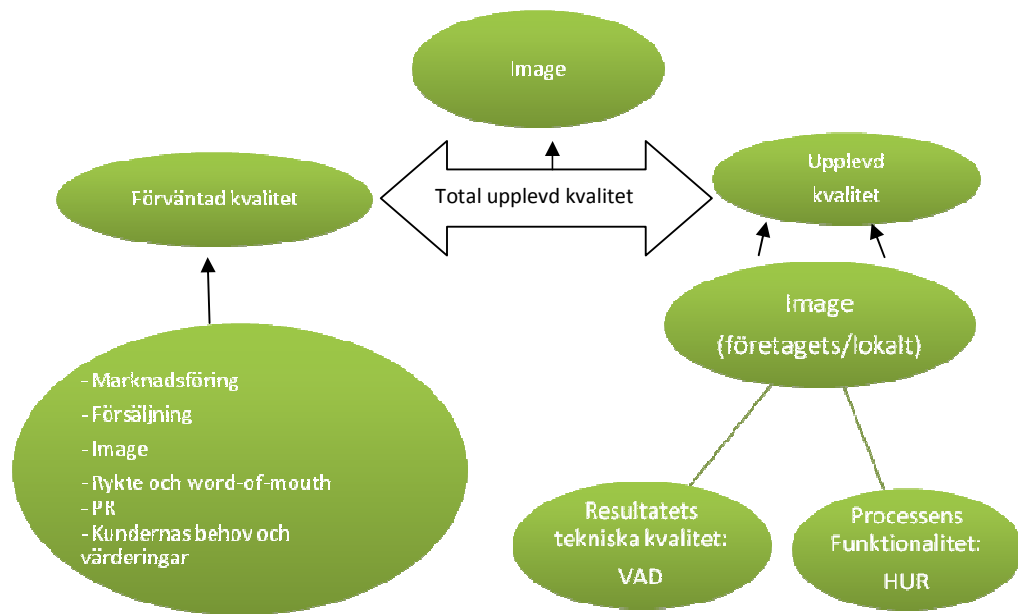 Image
Förväntad kvalitet
Total upplevd kvalitet
Upplevd
kvalitet
Image
(företagets/lokalt)
- Marknadsföring
- Försäljning
- Image
- Rykte och word-of-mouth
- PR
- Kundernas behov och
värderingar
Resultatets
tekniska kvalitet:
VAD
Processens
Funktionalitet:
HUR